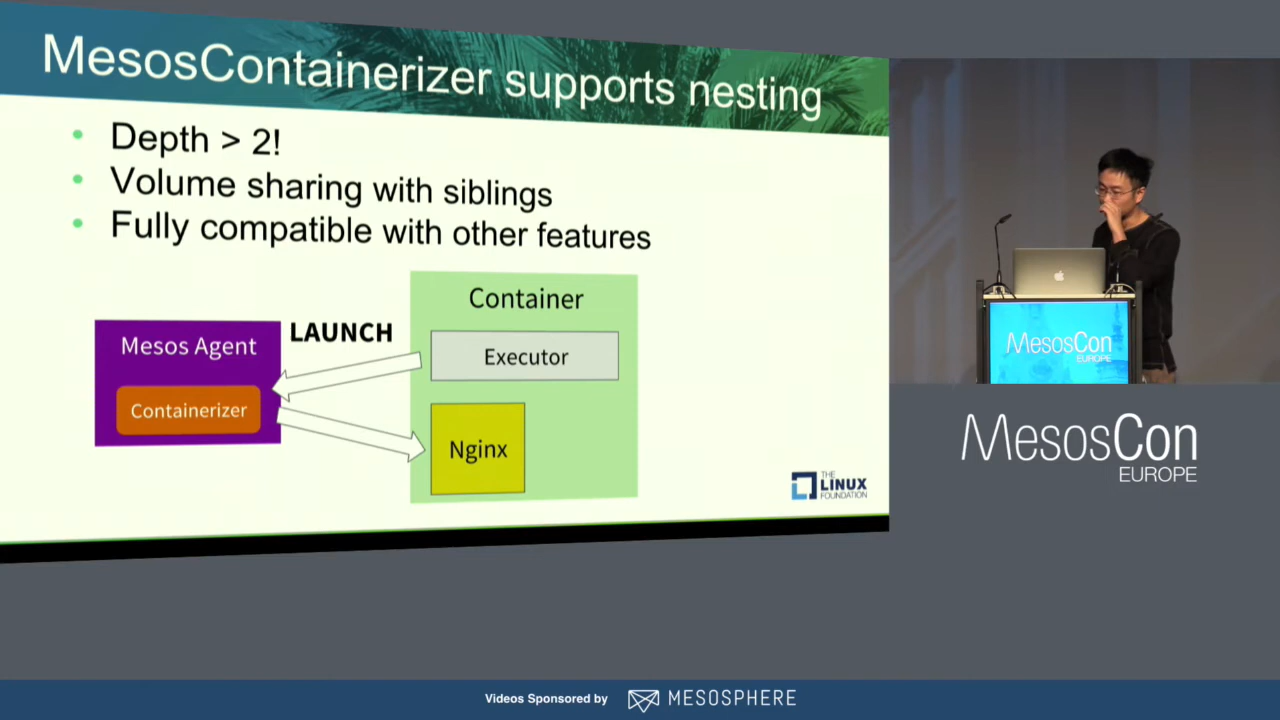 MesosContainerizer supports nesting
• Depth > 2!
• Volume sharing with siblings
• Fully compatible with other features
Mesos Agent
Containerizer
LAUNCH
Container
Executor
Nginx
THE
LINUX
FOUNDATION
MesosCon
EUROPE
MesosCon
EUROPE
Videos Sponsored by MESOSPHERE